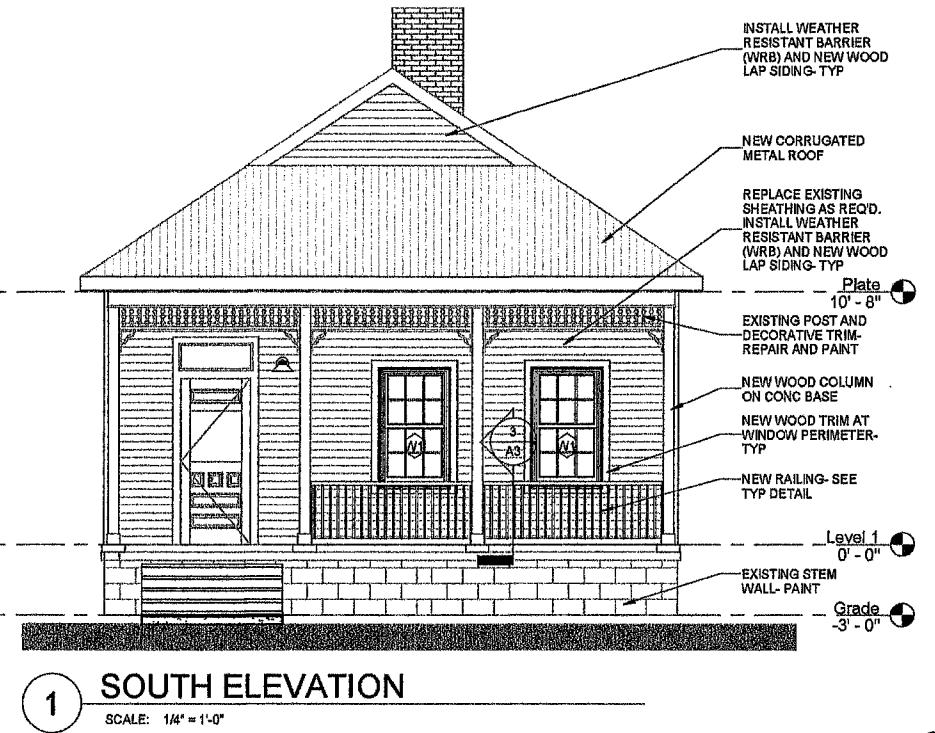 INSTALL WEATHER
RESISTANT BARRIER
(WRB) AND NEW WOOD
LAP SIDING- TYP
NEW CORRUGATED
METAL ROOF
REPLACE EXISTING
SHEATHING AS REQ'D.
INSTALL WEATHER
RESISTANT BARRIER
(WRB) AND NEW WOOD
LAP SIDING- TYP
Plate
10' - 8"
EXISTING POST AND
DECORATIVE TRIM-
REPAIR AND PAINT
NEW WOOD COLUMN
ON CONC BASE
NEW WOOD TRIM AT
WINDOW PERIMETER-
TYP
3
W1
A3
W1
NEW RAILING- SEE
TYP DETAIL
Level 1
0' - 0"
EXISTING STEM
WALL- PAINT
Grade
-3' - 0"
1
SOUTH ELEVATION
SCALE: 1/4" = 1'-0"